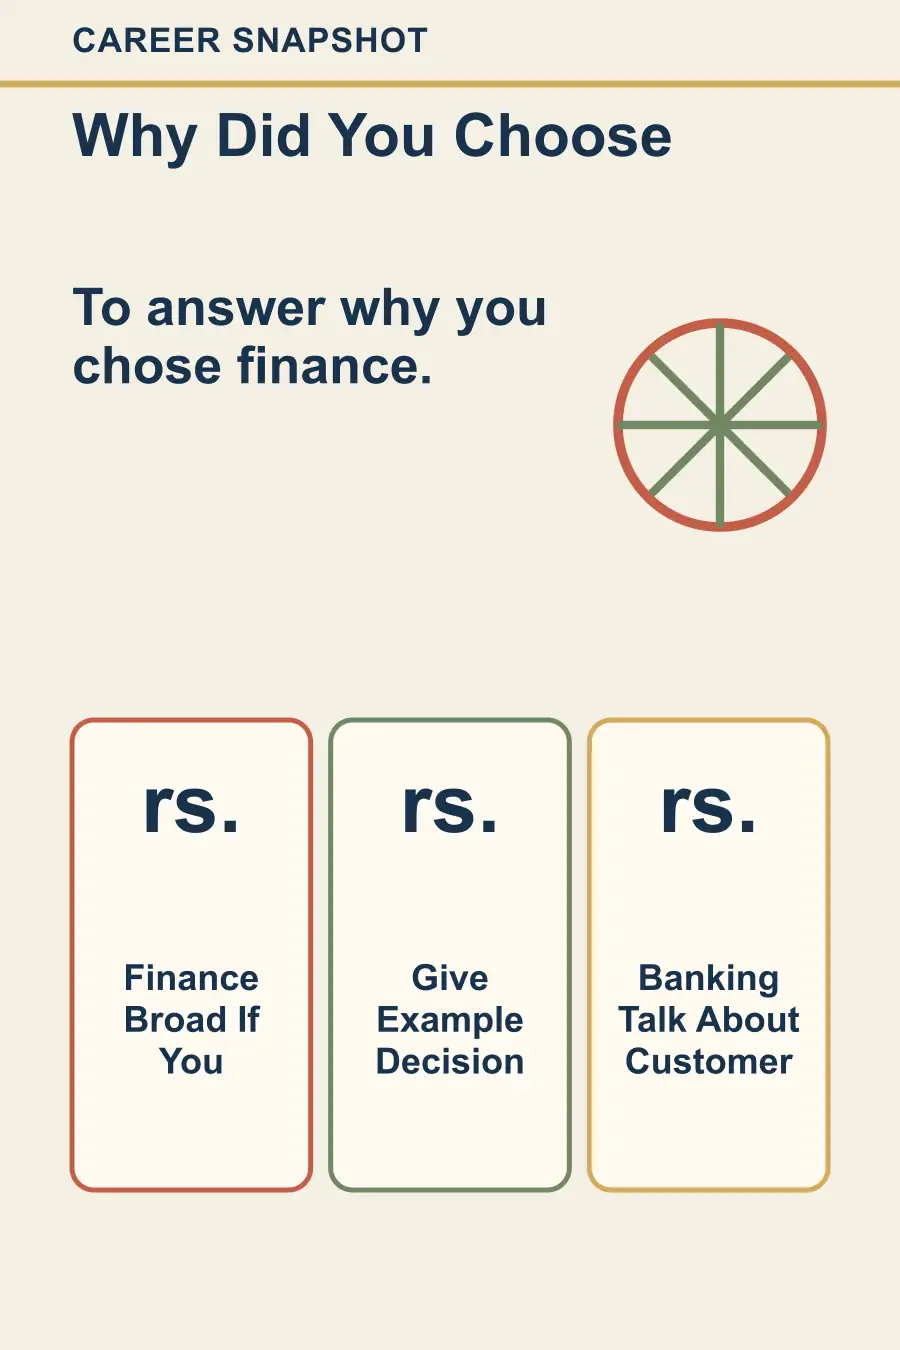 CAREER SNAPSHOT
Why Did You Choose
To answer why you
chose finance.
rs.
Finance
Broad If
You
rs.
Give
Example
Decision
rs.
Banking
Talk About
Customer